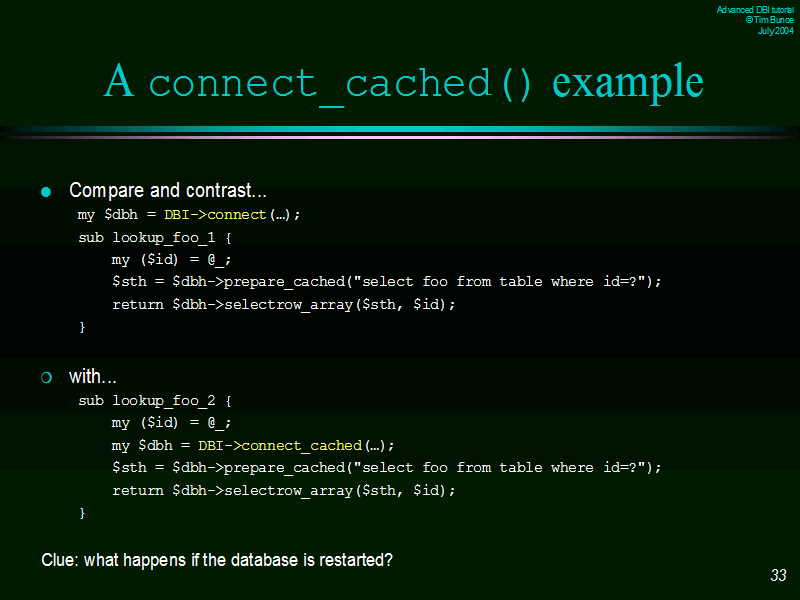 Advanced DBI tutorial
© Tim Bunce
July 2004
A connect_cached() example
Compare and contrast...
my $dbh = DBI->connect(…);
sub lookup_foo_1 {
my ($id) = @_;
$sth = $dbh->prepare_cached("select foo from table where id=?");
return $dbh->selectrow_array($sth, $id);
}
with...
sub lookup_foo_2 {
my ($id) = @_;
my $dbh = DBI->connect_cached(…);
$sth = $dbh->prepare_cached("select foo from table where id=?");
return $dbh->selectrow_array($sth, $id);
}
Clue: what happens if the database is restarted?
33